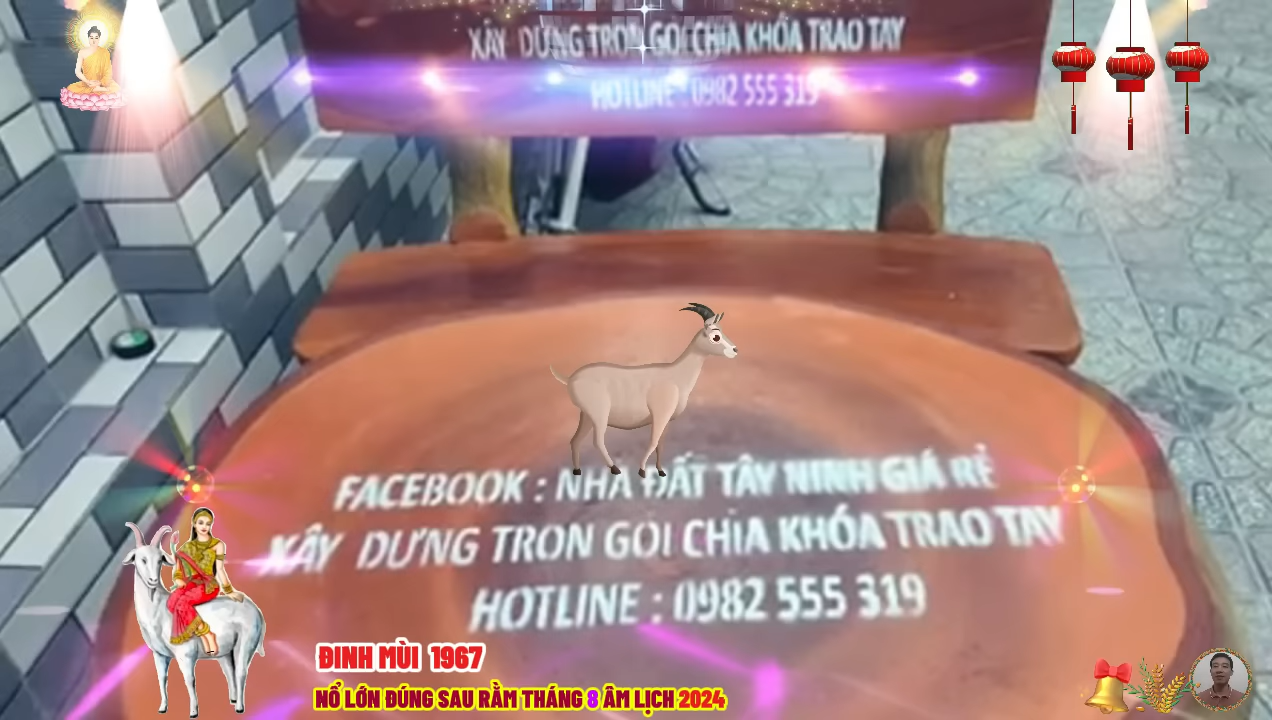 XÂY DỰNG TRỌN GÓI CHÌA KHÓA TRAO TAY
HOTLINE : 0982 555 319
FACEBOOK : NHÀ ĐẤT TÂY NINH GIÁ RẺ
XÂY DỰNG TRỌN GÓI CHÌA KHÓA TRAO TAY
HOTLINE : 0982 555 319
ĐINH MÙI 1967
NỔ LỚN ĐÚNG SAU RẰM THÁNG 8 ÂM LỊCH 2024